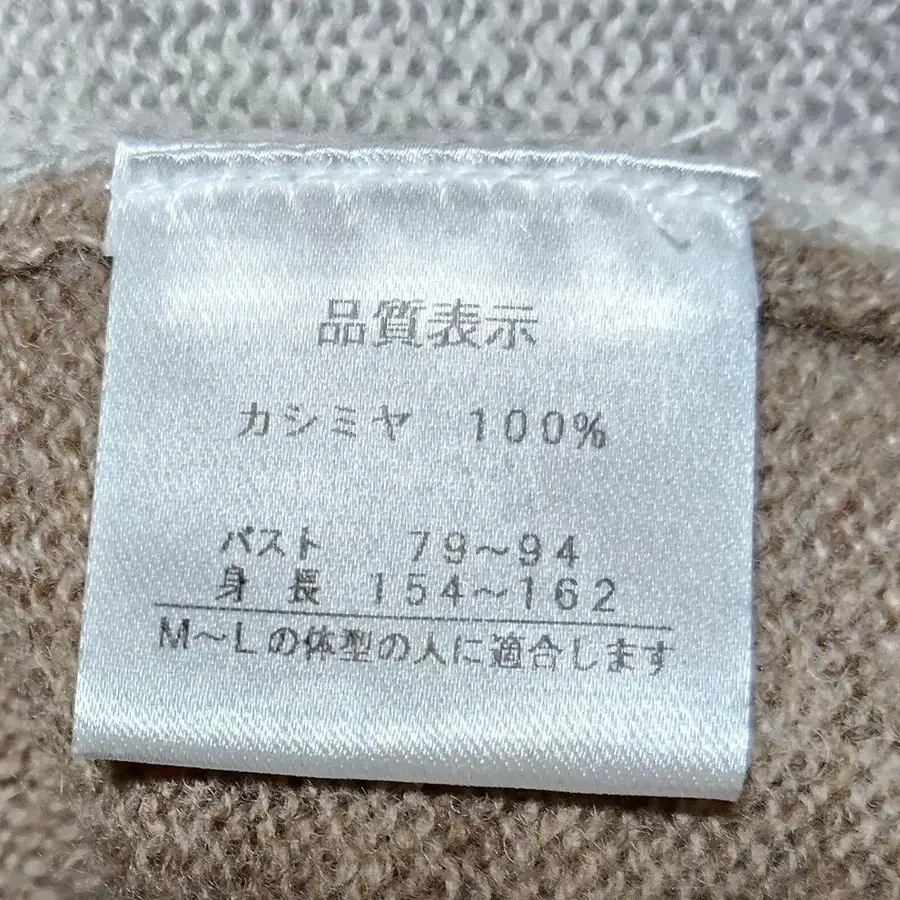 品質表示
カシミヤ 100%
バスト 79～94
身長 154～162
M～Lの体型の人に適合します